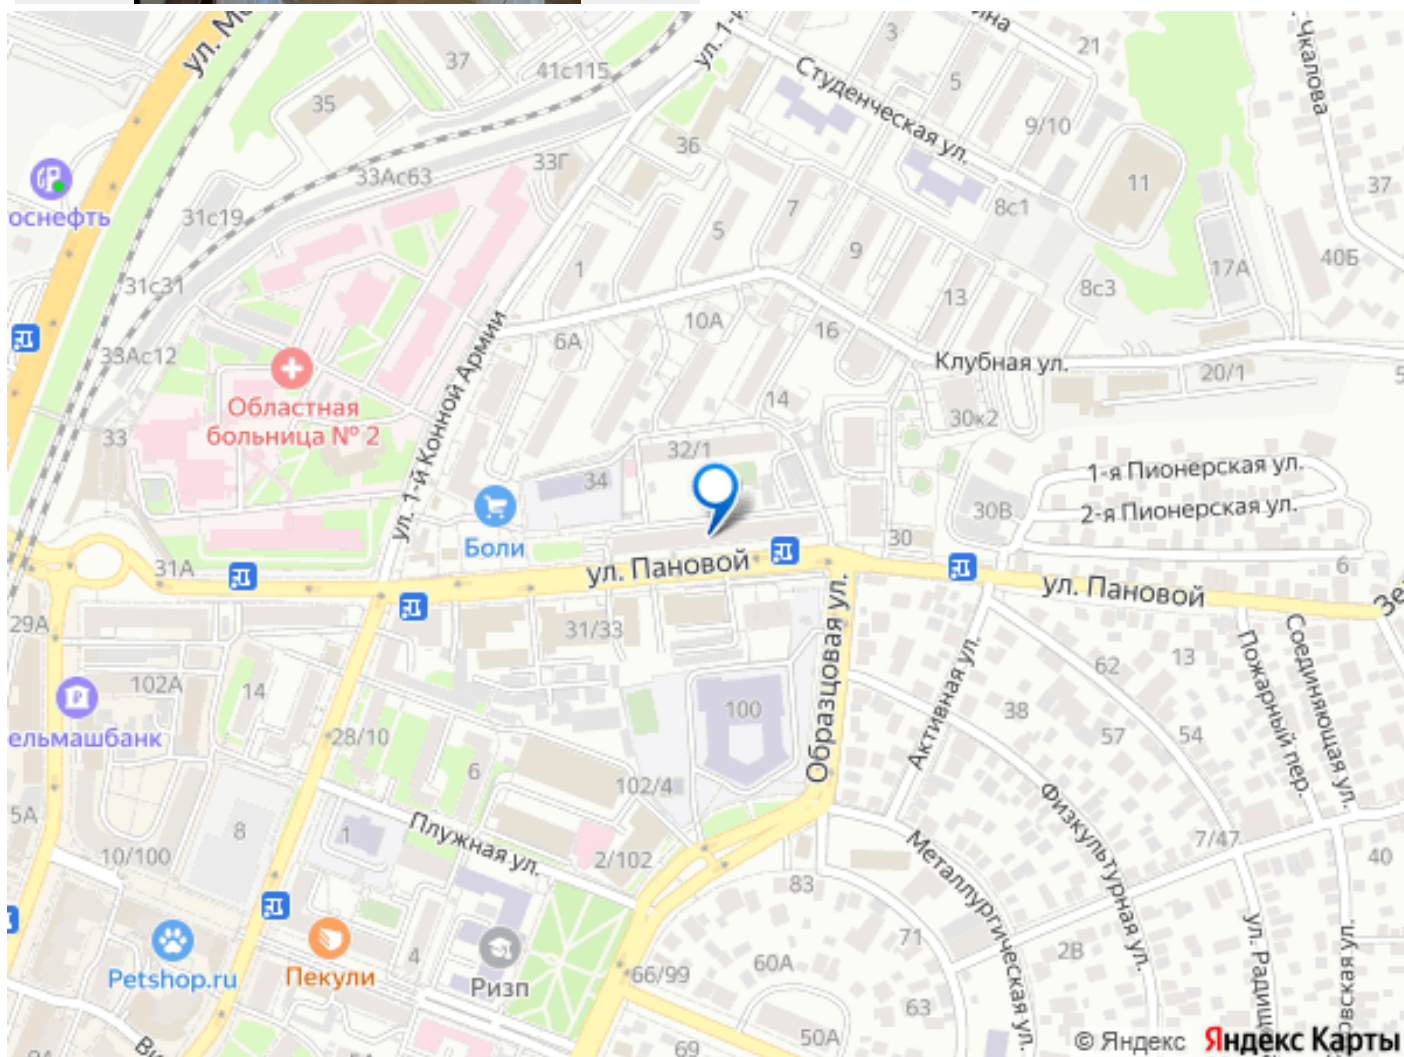 ул. 1-й
21
3
Чкалова
37
41с115
5
35
Студенческая ул.
9/10
36
33Г
33Ас63
11
37
оснефть
31с19
7
8с1
5
9
40Б
1
17А
31с31
8с3
13
10А
16
6А
33Ас12
Клубная ул.
20/1
Областная
больница № 2
14
30к2
33
ул. 1-й Конной Армии
32/1
1-я Пионерская ул.
34
2-я Пионерская ул.
30В
30
Боли
31А
ул. Пановой
6
ул. Пановой
29А
31/33
Образцовая ул.
Активная ул.
Пожарный пер.
Соединяющая ул.
62
13
102А
14
100
38
57
54
ельмашбанк
28/10
6
102/4
Физкультурная ул.
5А
8
1
Плужная ул.
7/47
10/100
2/102
Металлургическая ул.
40
83
71
ул. Радищ
овская ул.
Petshop.ru
Пекули
4
Ризп
66/99
60А
2В
63
50А
69
© Яндекс Яндекс Карты